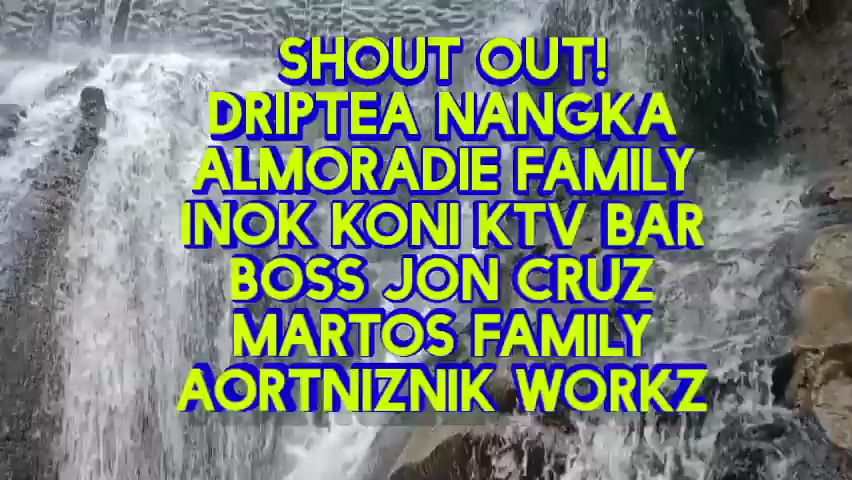 SHOUT OUT!
DRIPTEA NANGKA
ALMORADIE FAMILY
INOK KONI KTV BAR
BOSS JON CRUZ
MARTOS FAMILY
AORTNIZNIK WORKZ